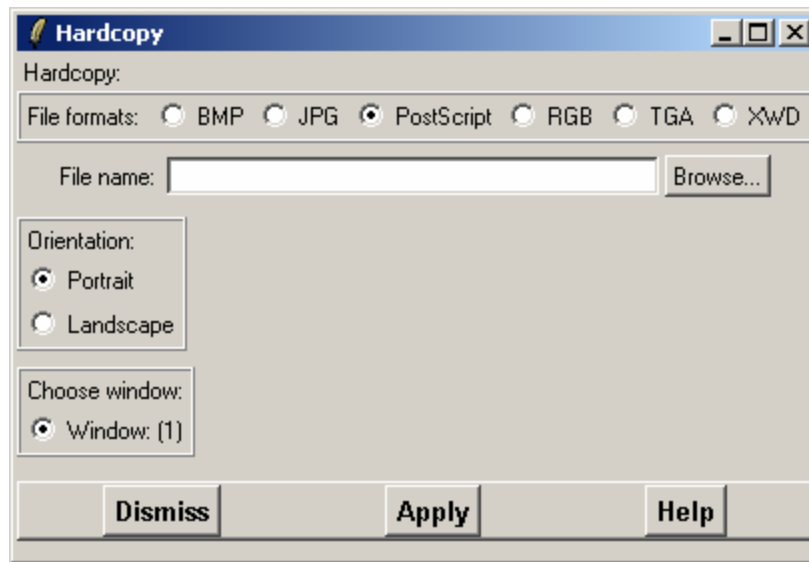 Hardcopy
Hardcopy:
File formats: BMP JPG PostScript RGB TGA XWD
File name: Browse...
Orientation:
Portrait
Landscape
Choose window:
Window: (1)
Dismiss Apply Help